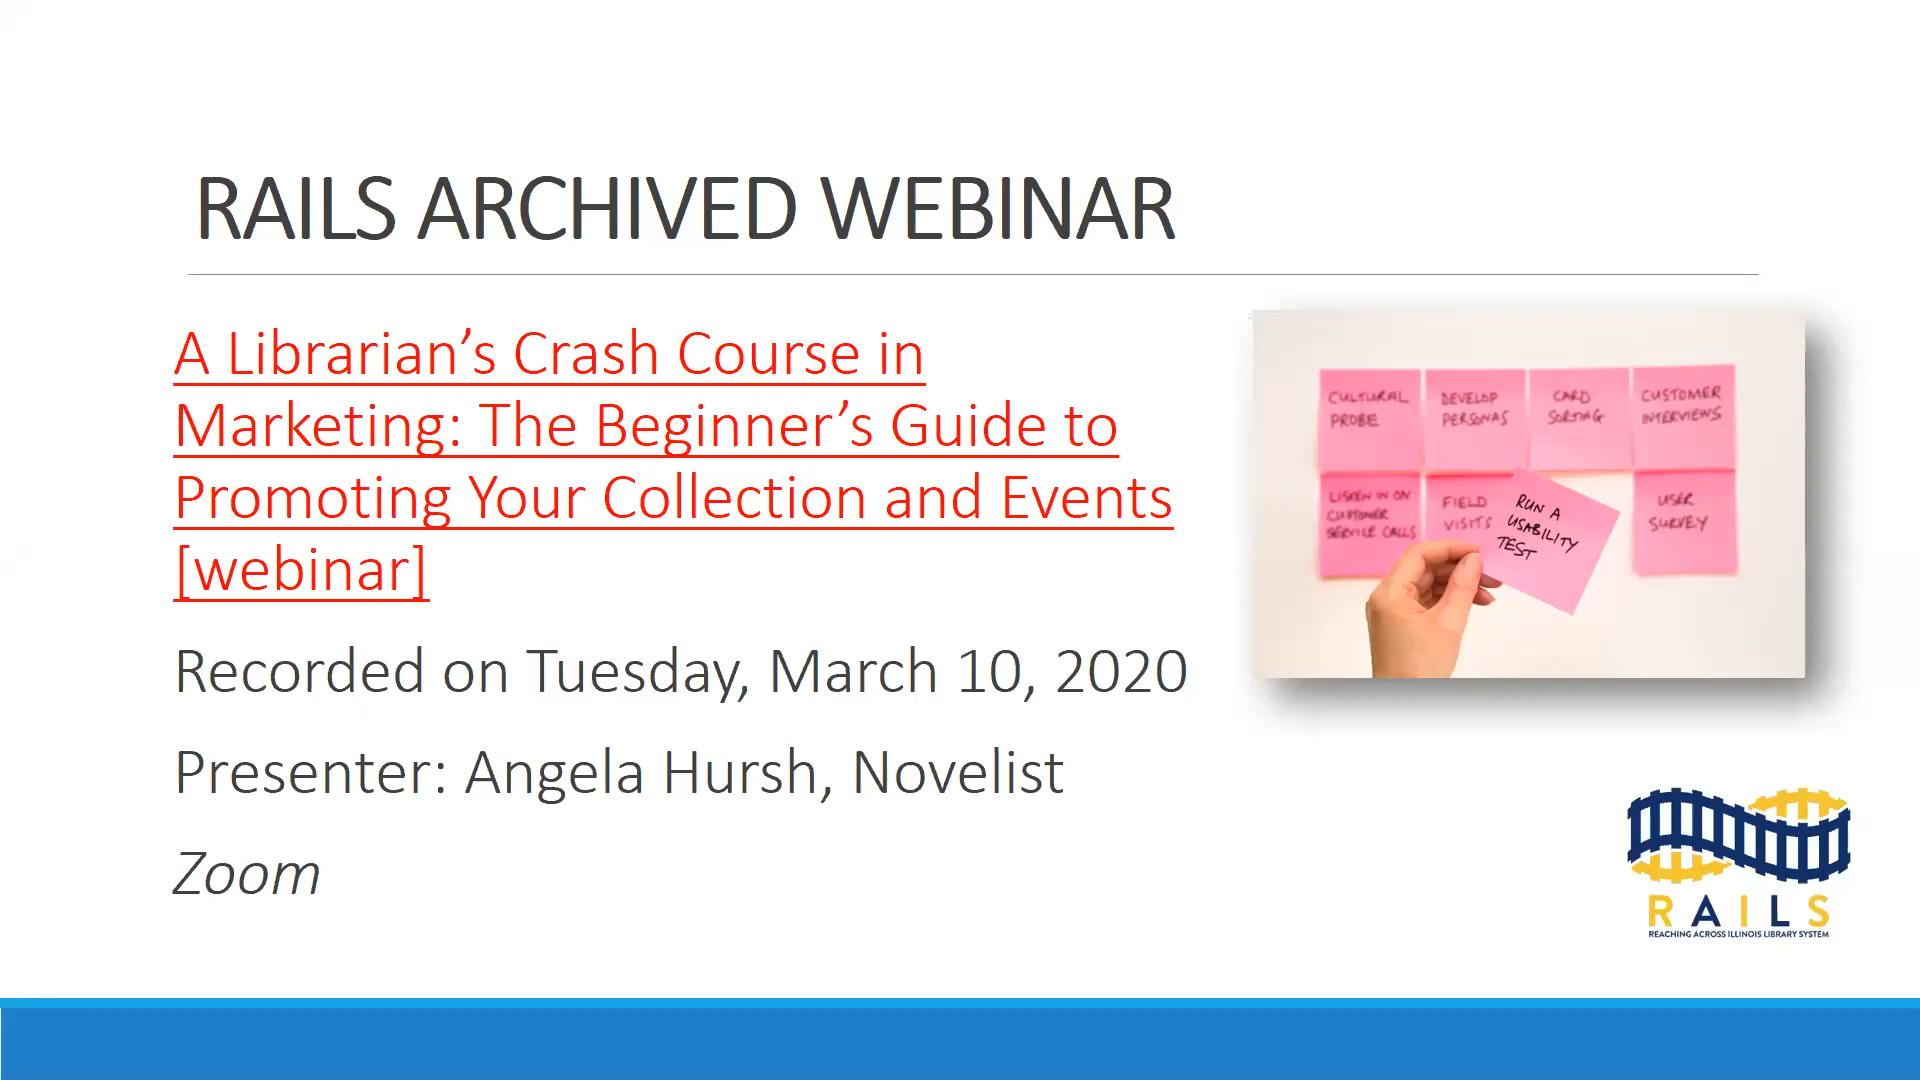 RAILS ARCHIVED WEBINAR
A Librarian’s Crash Course in
Marketing: The Beginner’s Guide to
Promoting Your Collection and Events
[webinar]
Recorded on Tuesday, March 10, 2020
Presenter: Angela Hursh, Novelist
Zoom
CULTURAL
PROBE
DEVELOP
PERSONAS
CARD
SORTING
CUSTOMER
INTERVIEWS
LISTEN IN ON
CUSTOMER
SERVICE CALLS
FIELD
VISITS
RUN A
USABILITY
TEST
USER
SURVEY
RAILS
REACHING ACROSS ILLINOIS LIBRARY SYSTEM